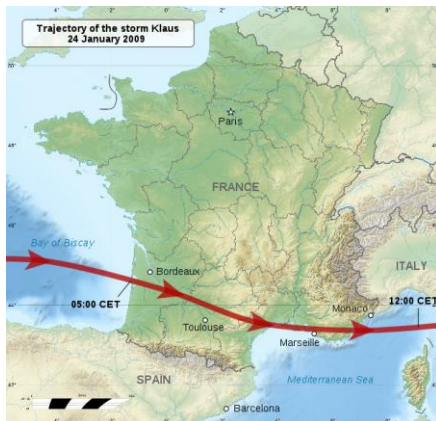 Trajectory of the storm Klaus
24 January 2009
Paris
FRANCE
Bay of Biscay
Bordeaux
ITALY
05:00 CET
12:00 CET
Monaco
Toulouse
Marseille
SPAIN
Mediterranean Sea
Barcelona